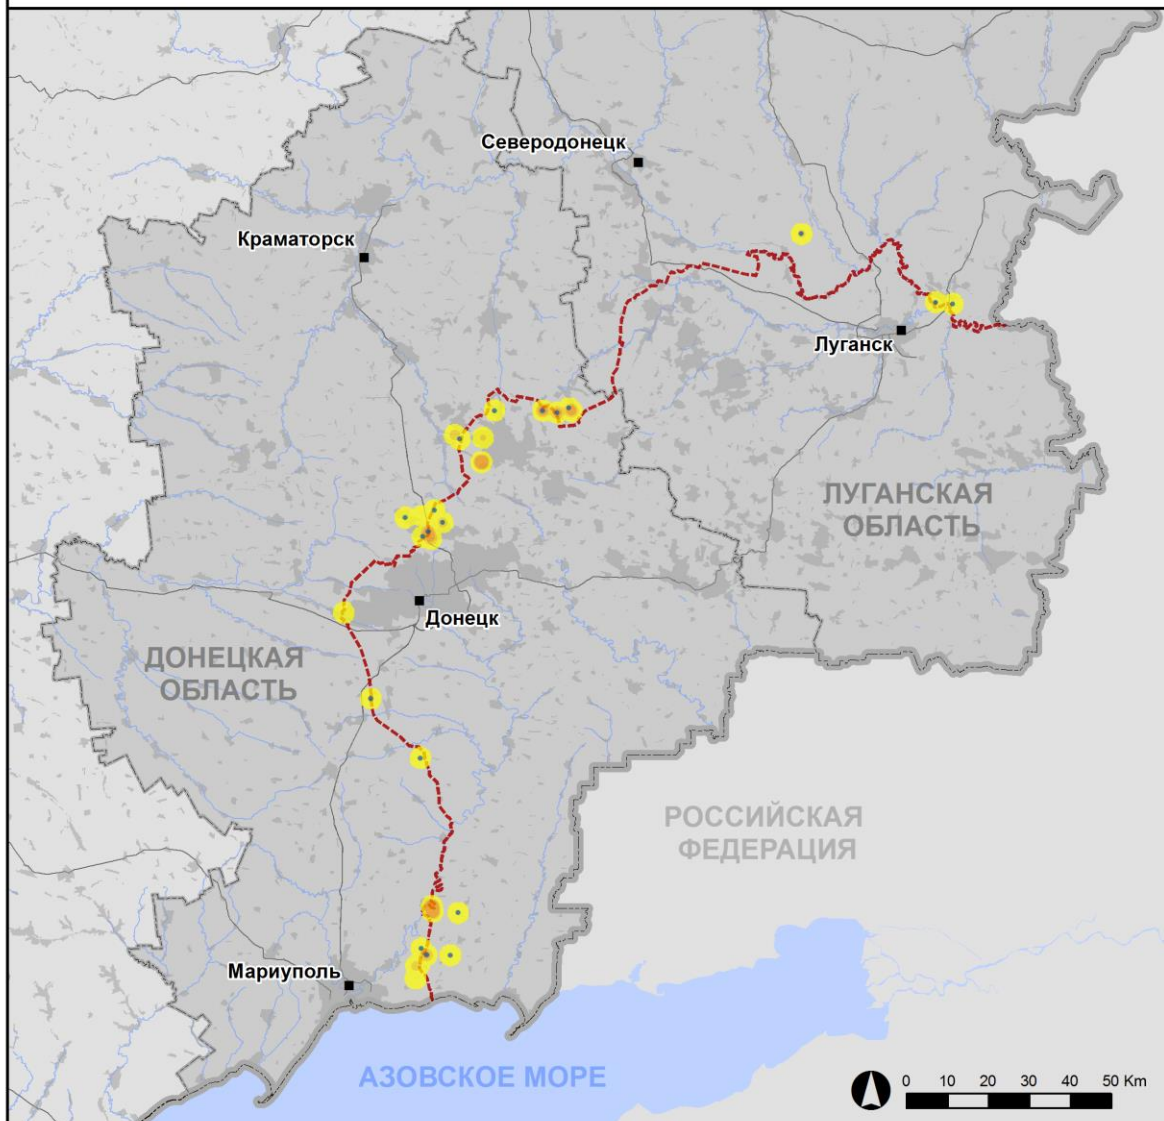 Северодонецк
Краматорск
Луганск
ЛУГАНСКАЯ
ОБЛАСТЬ
Донецк
ДОНЕЦКАЯ
ОБЛАСТЬ
РОССИЙСКАЯ
ФЕДЕРАЦИЯ
Мариуполь
АЗОВСКОЕ МОРЕ
0 10 20 30 40 50 Km